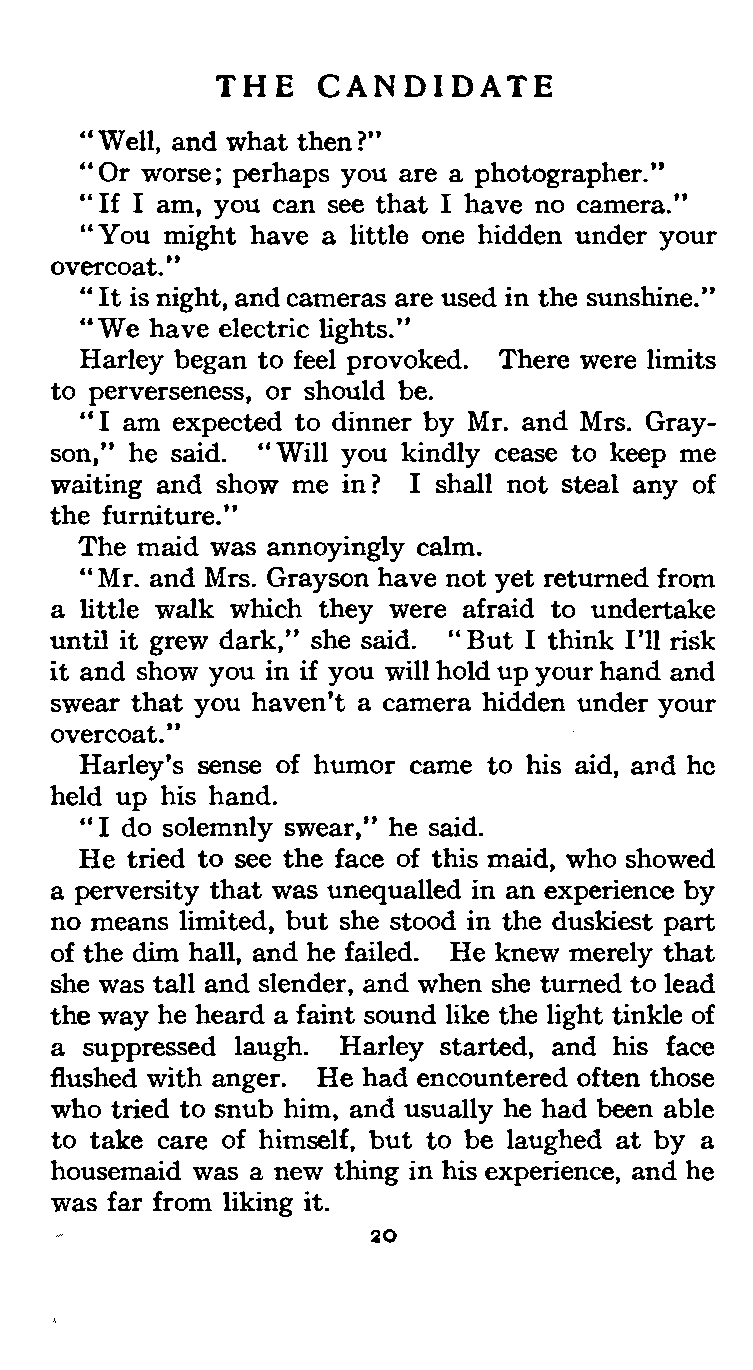 THE CANDIDATE
"Well, and what then?"
"Or worse; perhaps you are a photographer."
"If I am, you can see that I have no camera."
"You might have a little one hidden under your
overcoat."
"It is night, and cameras are used in the sunshine."
"We have electric lights."
Harley began to feel provoked. There were limits
to perverseness, or should be.
"I am expected to dinner by Mr. and Mrs. Gray-
son," he said. "Will you kindly cease to keep me
waiting and show me in? I shall not steal any of
the furniture."
The maid was annoyingly calm.
"Mr. and Mrs. Grayson have not yet returned from
a little walk which they were afraid to undertake
until it grew dark," she said. "But I think I'll risk
it and show you in if you will hold up your hand and
swear that you haven't a camera hidden under your
overcoat."
Harley's sense of humor came to his aid, and he
held up his hand.
"I do solemnly swear," he said.
He tried to see the face of this maid, who showed
a perversity that was unequalled in an experience by
no means limited, but she stood in the duskiest part
of the dim hall, and he failed. He knew merely that
she was tall and slender, and when she turned to lead
the way he heard a faint sound like the light tinkle of
a suppressed laugh. Harley started, and his face
flushed with anger. He had encountered often those
who tried to snub him, and usually he had been able
to take care of himself, but to be laughed at by a
housemaid was a new thing in his experience, and he
was far from liking it.
20